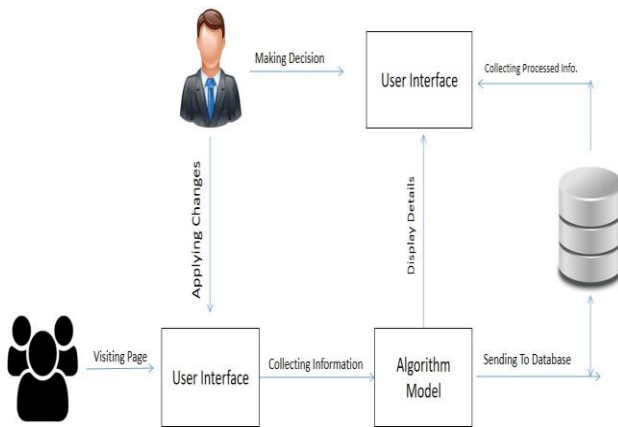 Making Decision
User Interface
Collecting Processed Info.
Applying Changes
Display Details
Visiting Page
User Interface
Collecting Information
Algorithm
Model
Sending To Database